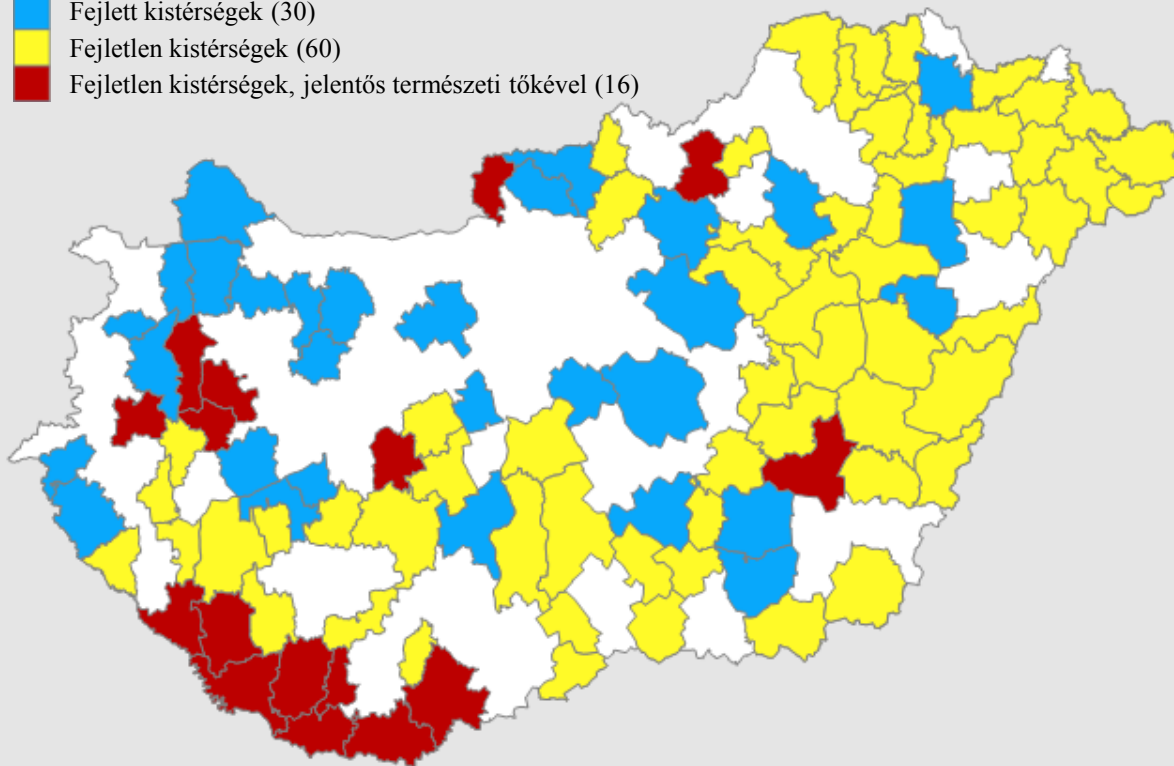 Fejlett kistérségek (30)
Fejletlen kistérségek (60)
Fejletlen kistérségek, jelentős természeti tőkével (16)